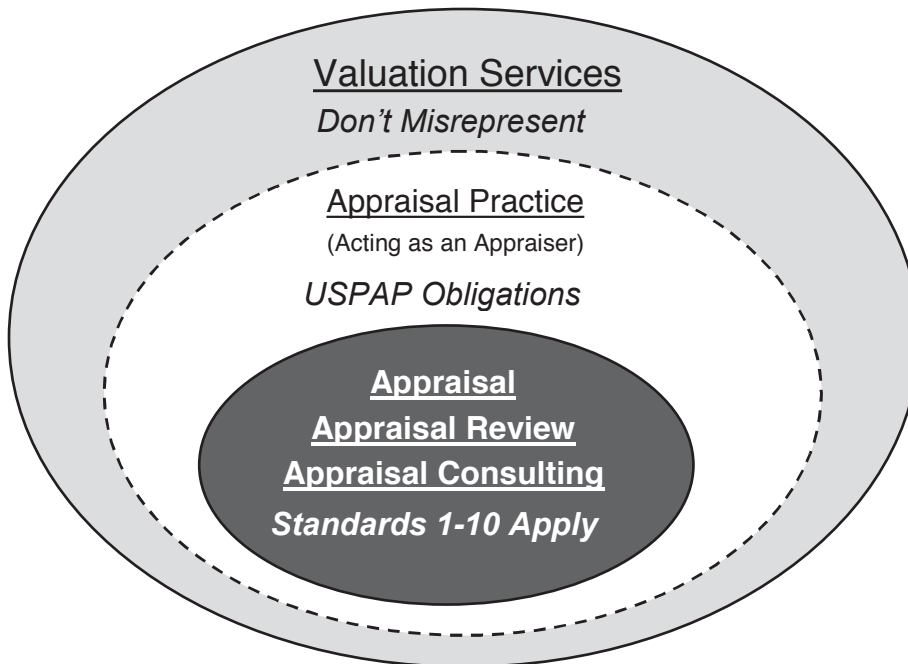 Valuation Services
Don’t Misrepresent
Appraisal Practice
(Acting as an Appraiser)
USPAP Obligations
Appraisal
Appraisal Review
Appraisal Consulting
Standards 1-10 Apply